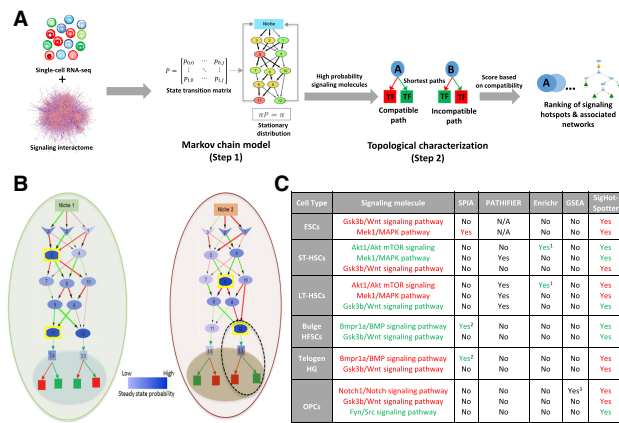 A
Single-cell RNA-seq
+
Signaling interactome
State transition matrix
Niche
πP = π
Stationary
distribution
Markov chain model
(Step 1)
High probability
signaling molecules
A
B
Shortest paths
TF TF TF TF
Compatible
path
Incompatible
path
Topological characterization
(Step 2)
Score based
on compatibility
A
...
Ranking of signaling
hotspots & associated
networks
B
Niche 1
Niche 2
Low
High
Steady state probability
C
Cell Type Signaling molecule SPIA PATHIFIER Enrichr GSEA SigHot-
Spotter
ESCs
Gsk3b/Wnt signaling pathway No N/A No No Yes
Mek1/MAPK pathway Yes N/A No No Yes
ST-HSCs
Akt1/Akt mTOR signaling No No Yes1 No Yes
Mek1/MAPK pathway No Yes No No Yes
Gsk3b/Wnt signaling pathway No No No No Yes
LT-HSCs
Akt1/Akt mTOR signaling No Yes Yes1 No Yes
Mek1/MAPK pathway No Yes No No Yes
Gsk3b/Wnt signaling pathway No No No No Yes
Bulge
HFSCs
Bmpr1a/BMP signaling pathway Yes2 No No No Yes
Gsk3b/Wnt signaling pathway No No No No Yes
Telogen
HG
Bmpr1a/BMP signaling pathway Yes2 No No No Yes
Gsk3b/Wnt signaling pathway No No No No Yes
OPCs
Notch1/Notch signaling pathway No No No Yes3 Yes
Gsk3b/Wnt signaling pathway No No No No Yes
Fyn/Src signaling pathway No No No No Yes